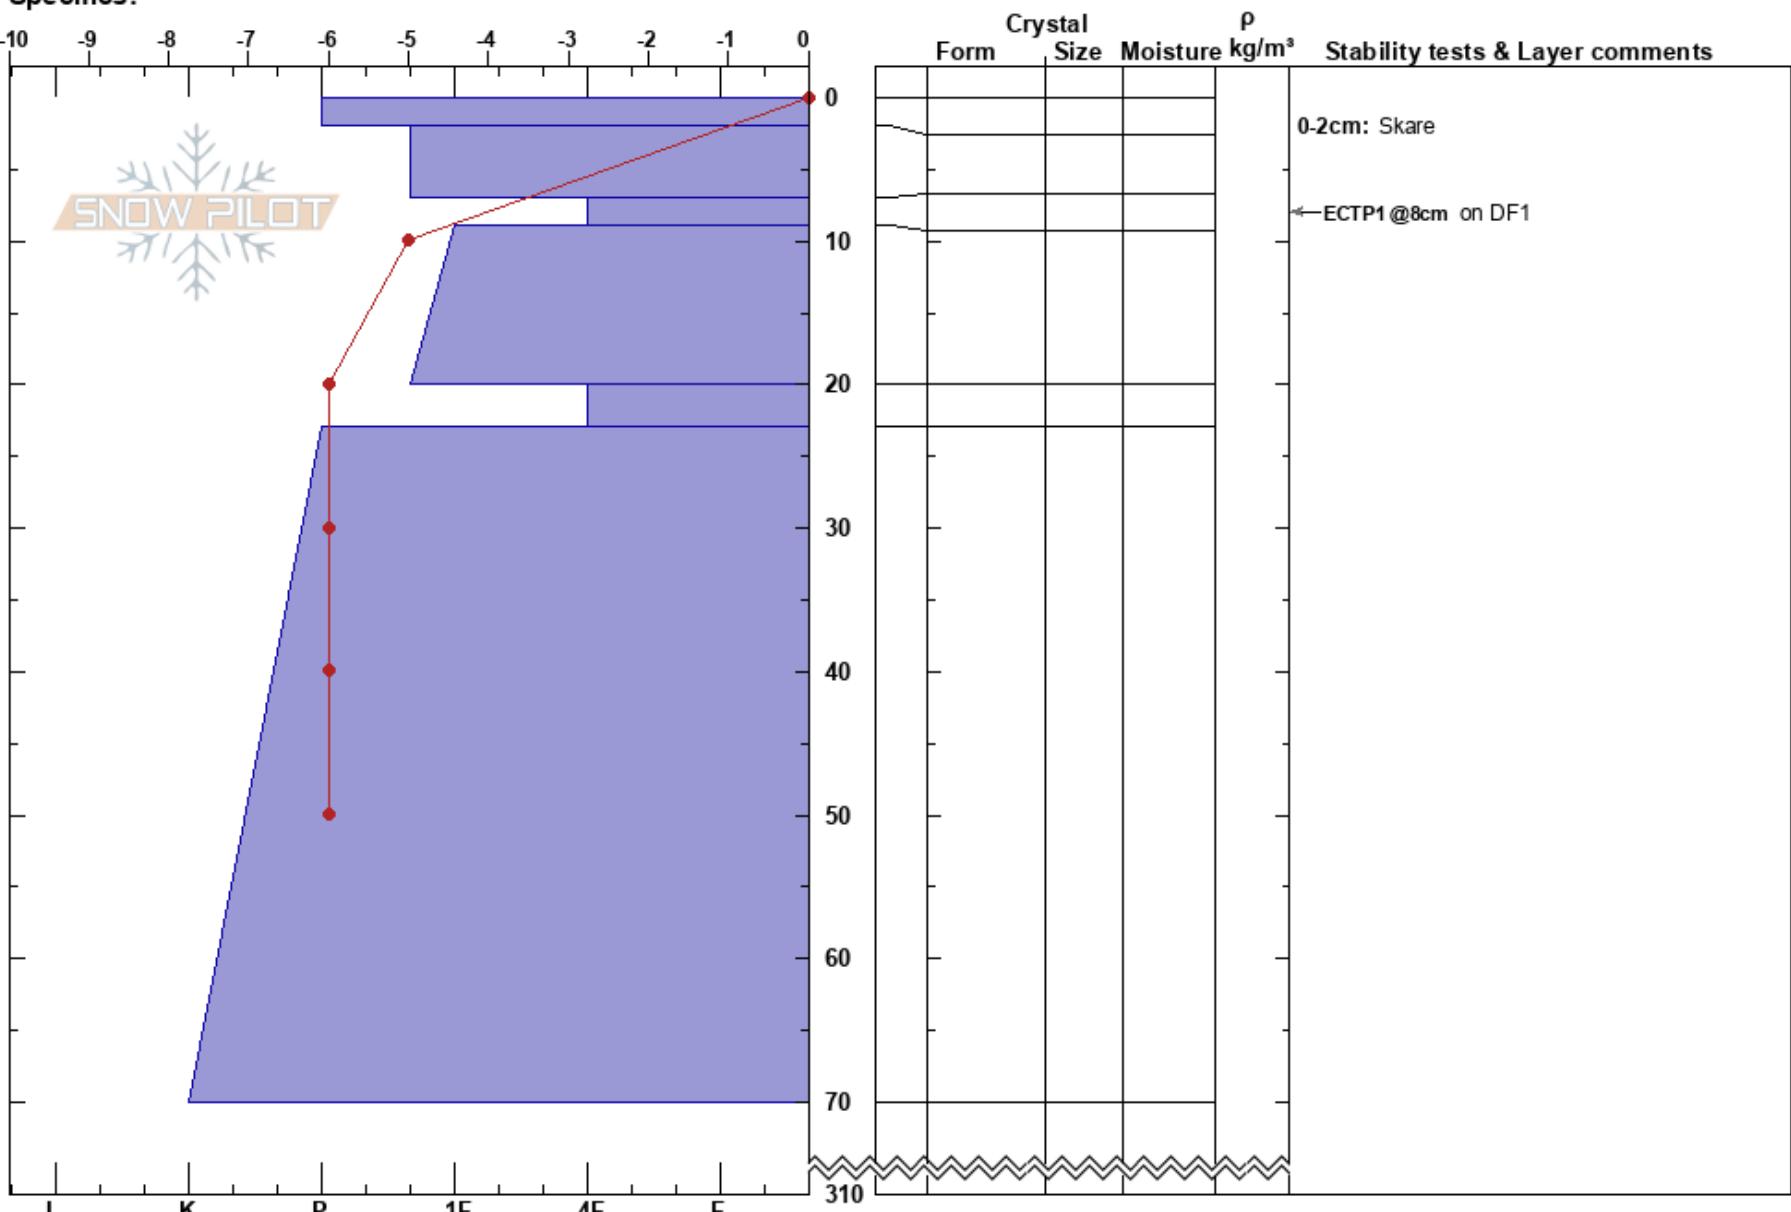 -10 -9 -8 -7 -6 -5 -4 -3 -2 -1 0
Crystal
ρ
Form Size Moisture kg/m³ Stability tests & Layer comments
0
0-2cm: Skare
SNOW PILOT
ECTP1 @8cm on DF1
10
20
30
40
50
60
70
310
K P 1F 4F F